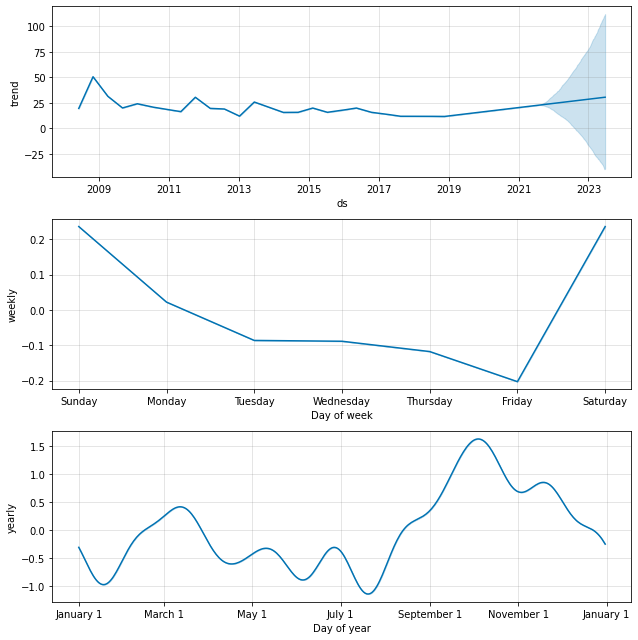 100
75
50
25
0
−25
trend
2009 2011 2013 2015 2017 2019 2021 2023
ds
0.2
0.1
0.0
−0.1
−0.2
weekly
Sunday Monday Tuesday Wednesday Thursday Friday Saturday
Day of week
1.5
1.0
0.5
0.0
−0.5
−1.0
yearly
January 1 March 1 May 1 July 1 September 1 November 1 January 1
Day of year